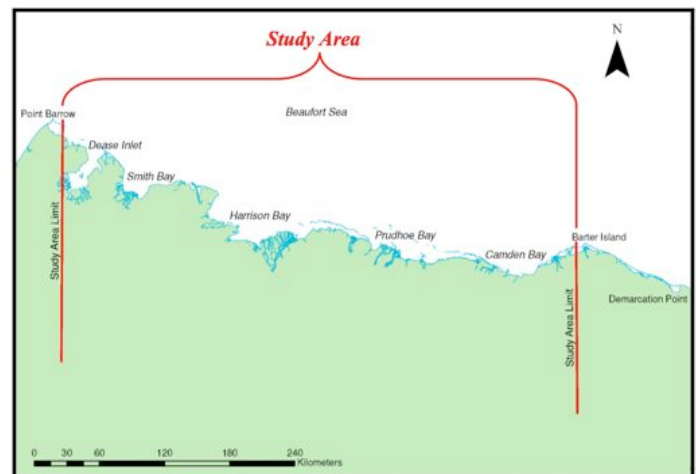 Study Area
N
Point Barrow
Beaufort Sea
Dease Inlet
Smith Bay
Harrison Bay
Prudhoe Bay
Barter Island
Camden Bay
Demarcation Point
Study Area Limit
Study Area Limit
0 30 60 120 180 240
Kilometers